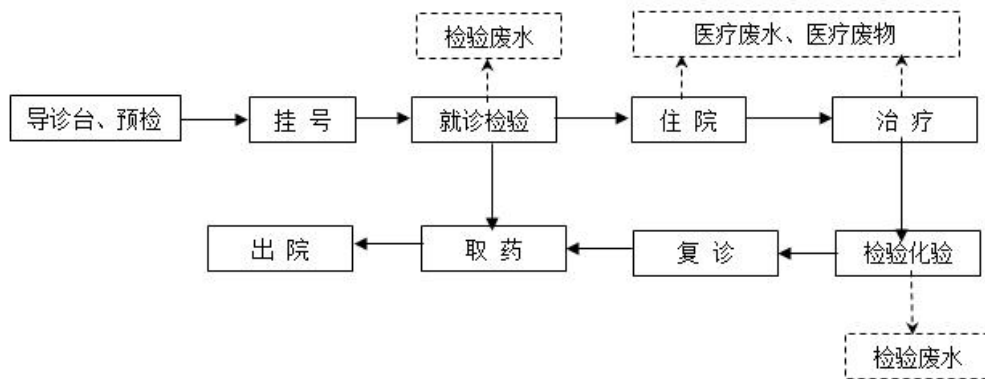 检验废水
医疗废水、医疗废物
导诊台、预检
挂 号
就诊检验
住 院
治 疗
出 院
取 药
复 诊
检验化验
检验废水